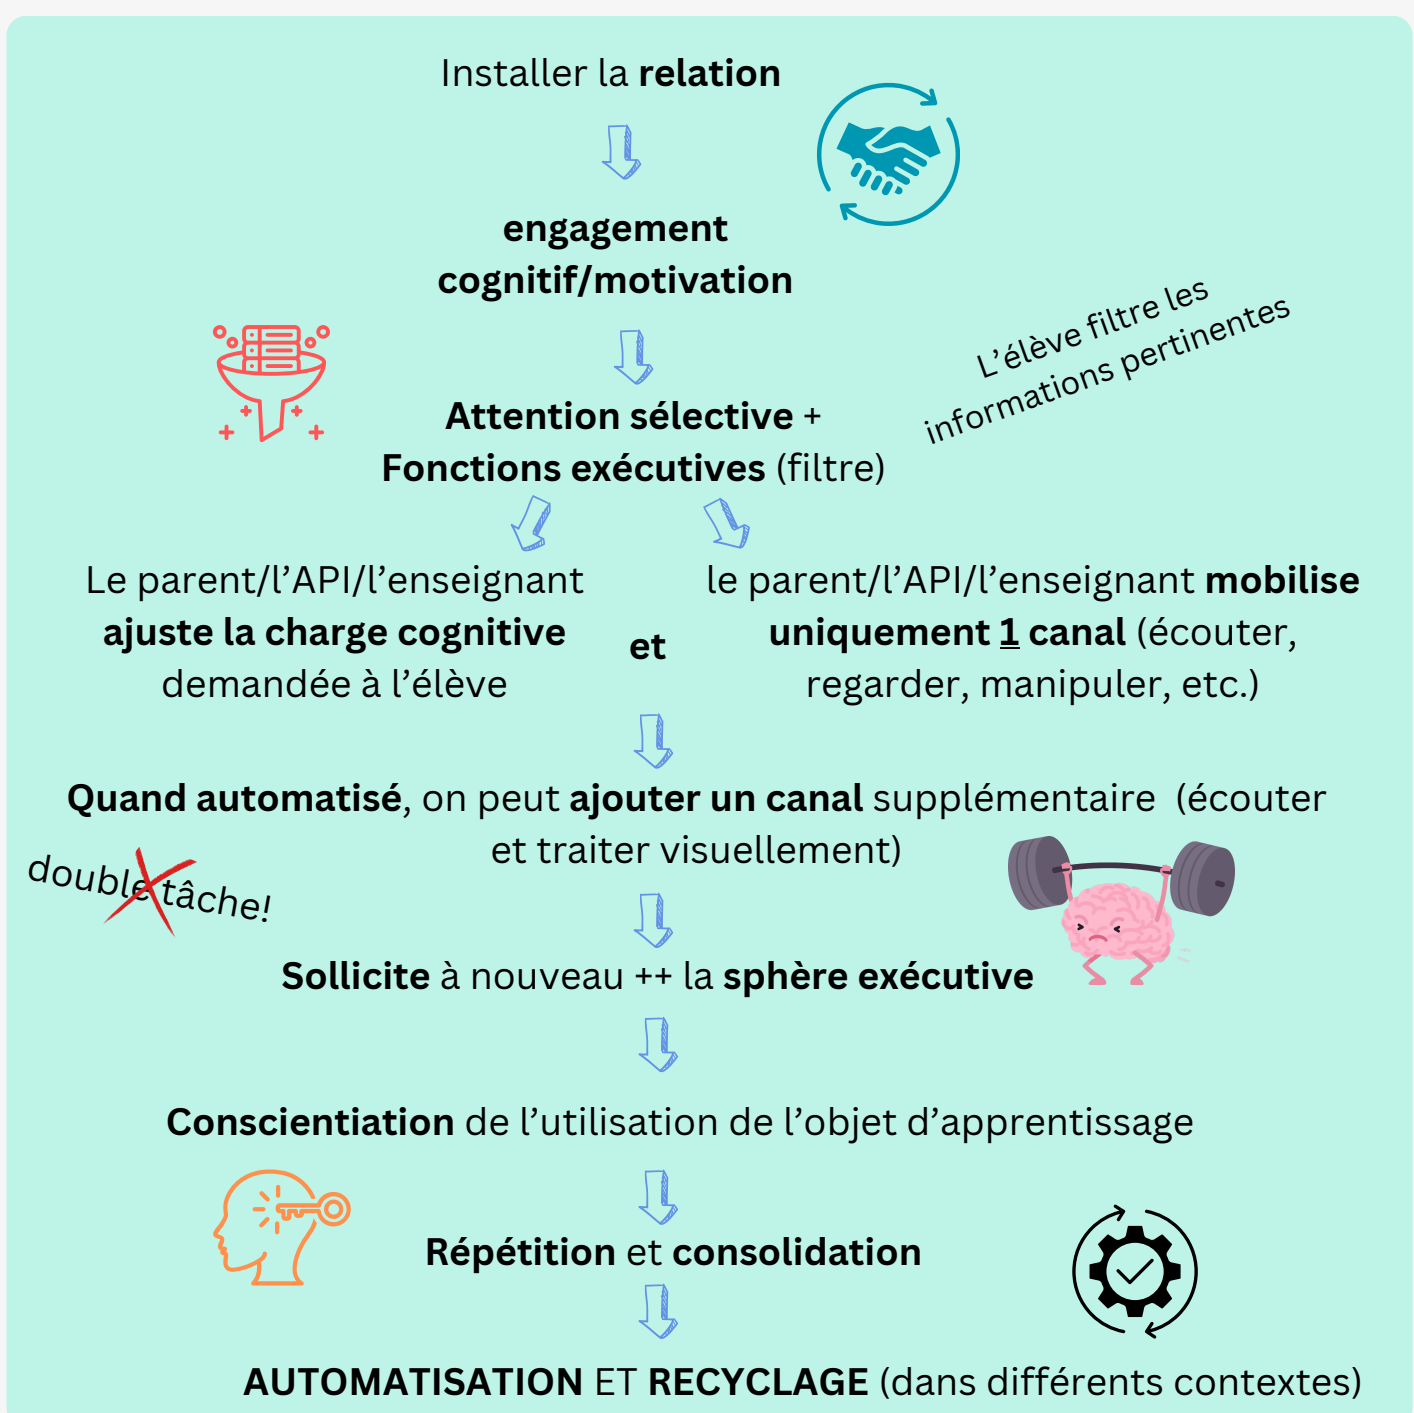 Installer la relation
engagement
cognitif/motivation
L’élève filtre les
informations pertinentes
Attention sélective +
Fonctions exécutives (filtre)
Le parent/l’API/l’enseignant
ajuste la charge cognitive
demandée à l’élève
et
le parent/l’API/l’enseignant mobilise
uniquement 1 canal (écouter,
regarder, manipuler, etc.)
Quand automatisé, on peut ajouter un canal supplémentaire (écouter
et traiter visuellement)
double tâche!
Sollicite à nouveau ++ la sphère exécutive
Conscientiation de l’utilisation de l’objet d’apprentissage
Répétition et consolidation
AUTOMATISATION ET RECYCLAGE (dans différents contextes)